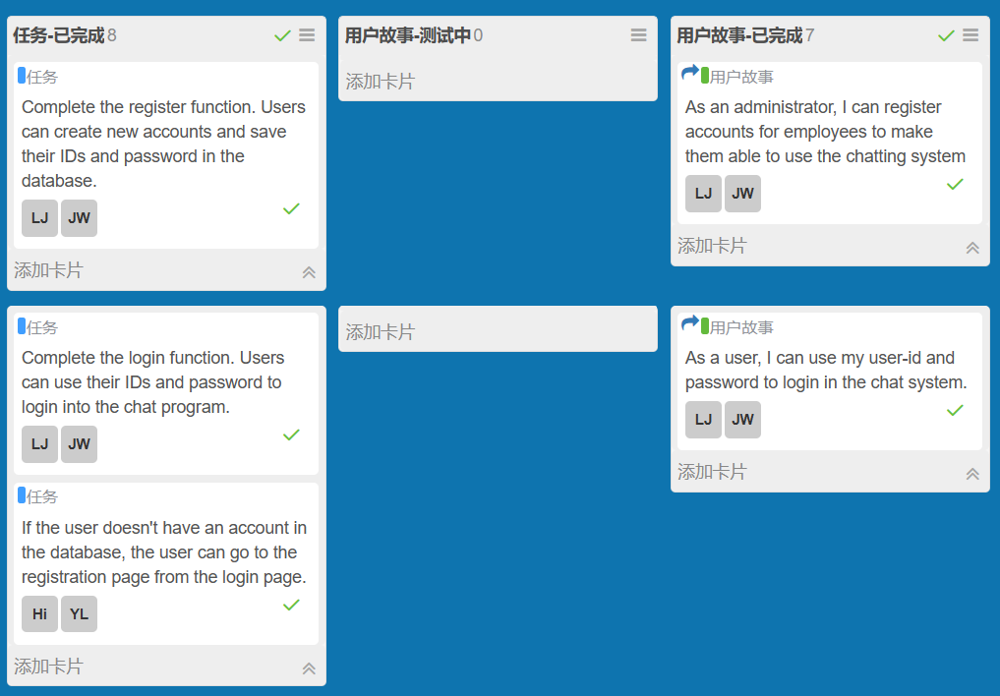 任务-已完成8
任务
Complete the register function. Users
can create new accounts and save
their IDs and password in the
database.
LJ JW
添加卡片
用户故事-测试中0
添加卡片
用户故事-已完成7
用户故事
As an administrator, I can register
accounts for employees to make
them able to use the chatting system
LJ JW
添加卡片
任务
Complete the login function. Users
can use their IDs and password to
login into the chat program.
LJ JW
任务
If the user doesn't have an account in
the database, the user can go to the
registration page from the login page.
Hi YL
添加卡片
添加卡片
用户故事
As a user, I can use my user-id and
password to login in the chat system.
LJ JW
添加卡片